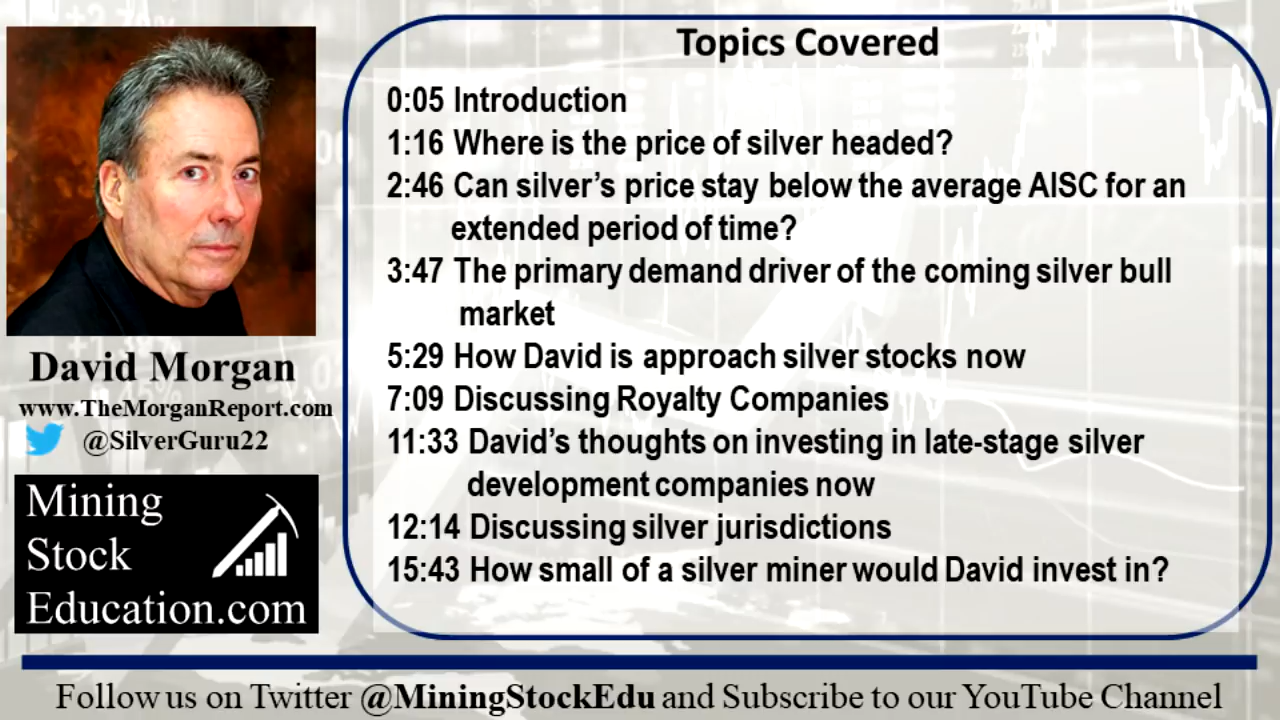 David Morgan
www.TheMorganReport.com
@SilverGuru22
Mining
Stock
Education.com
Topics Covered
0:05 Introduction
1:16 Where is the price of silver headed?
2:46 Can silver's price stay below the average AISC for an
extended period of time?
3:47 The primary demand driver of the coming silver bull
market
5:29 How David is approach silver stocks now
7:09 Discussing Royalty Companies
11:33 David's thoughts on investing in late-stage silver
development companies now
12:14 Discussing silver jurisdictions
15:43 How small of a silver miner would David invest in?
Follow us on Twitter @MiningStockEdu and Subscribe to our YouTube Channel